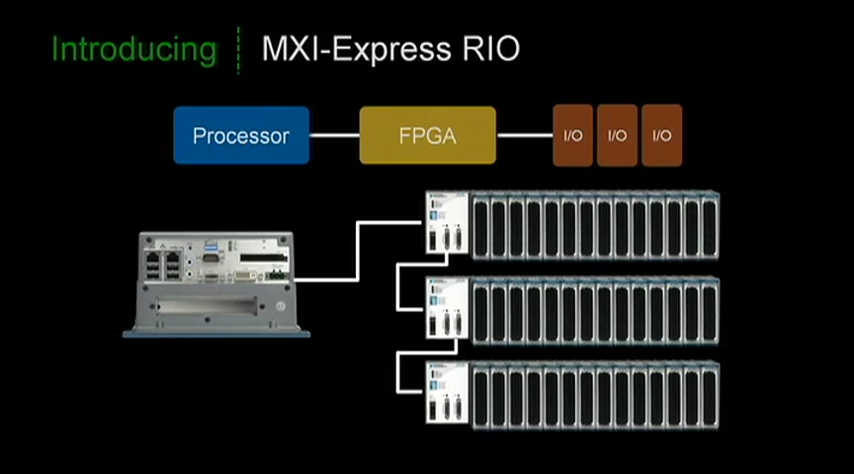 Introducing MXI-Express RIO
Processor FPGA I/O I/O I/O